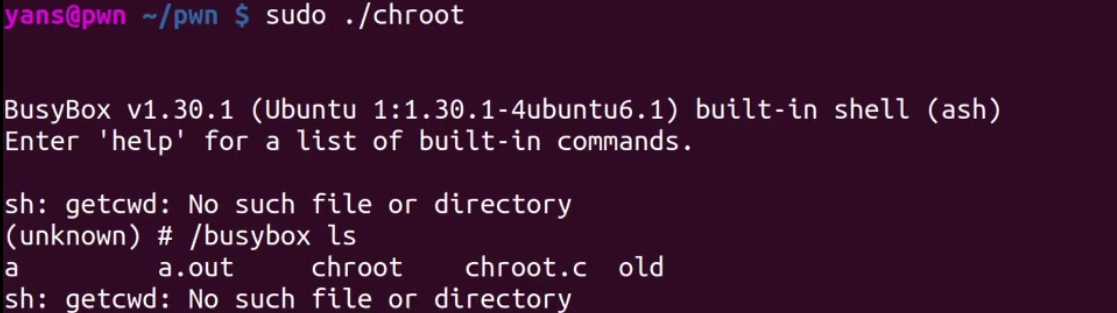 yans@pwn ~/pwn $ sudo ./chroot
BusyBox v1.30.1 (Ubuntu 1:1.30.1-4ubuntu6.1) built-in shell (ash)
Enter 'help' for a list of built-in commands.
sh: getcwd: No such file or directory
(unknown) # /busybox ls
a a.out chroot chroot.c old
sh: getcwd: No such file or directory